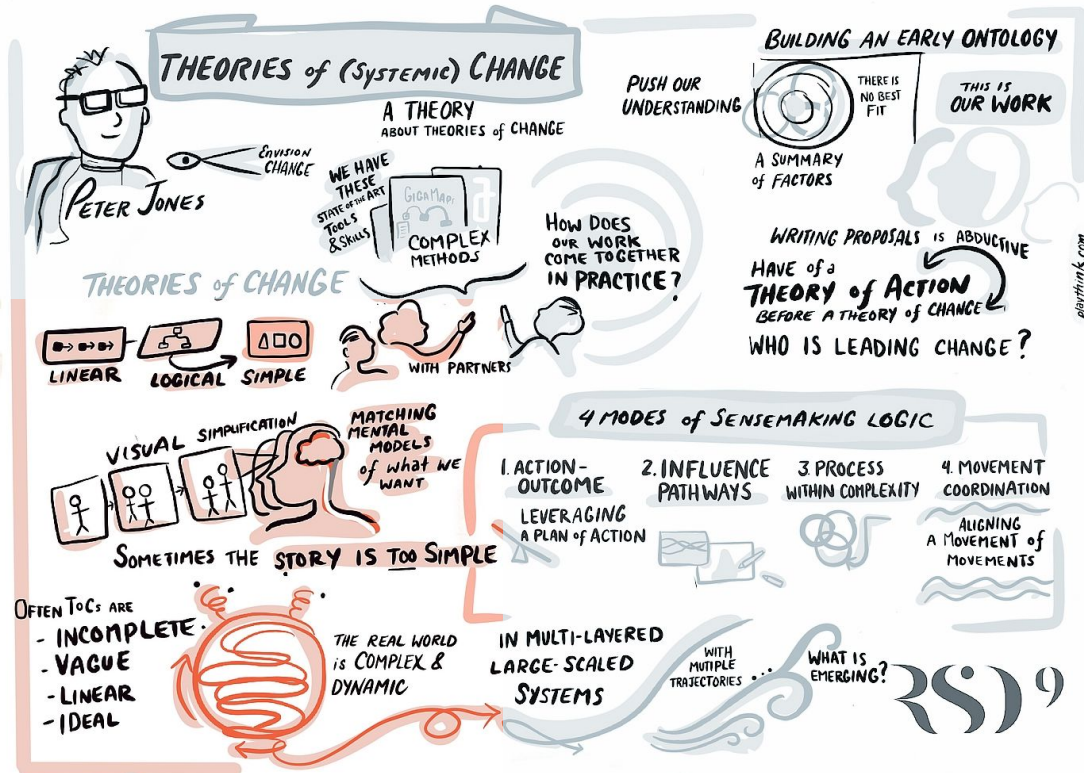 THEORIES of (SYSTEMIC) CHANGE
A THEORY
ABOUT THEORIES of CHANGE
ENVISION
CHANGE
PETER JONES
WE HAVE
THESE
STATE of THE ART
TOOLS
& SKILLS
GIGAMAP!
COMPLEX
METHODS
HOW DOES
OUR WORK
COME TOGETHER
IN PRACTICE?
WITH PARTNERS
THEORIES of CHANGE
LINEAR
LOGICAL
SIMPLE
VISUAL SIMPLIFICATION
MATCHING
MENTAL
MODELS
of what WE
WANT
SOMETIMES THE STORY IS TOO SIMPLE
OFTEN TOCs ARE
- INCOMPLETE
- VAGUE
- LINEAR
- IDEAL
THE REAL WORLD
is COMPLEX &
DYNAMIC
IN MULTI-LAYERED
LARGE-SCALED
SYSTEMS
WITH
MUTIPLE
TRAJECTORIES ...
WHAT IS
EMERGING?
BUILDING AN EARLY ONTOLOGY
PUSH OUR
UNDERSTANDING
THERE IS
NO BEST
FIT
A SUMMARY
of FACTORS
THIS IS
OUR WORK
WRITING PROPOSALS is ABDUCTIVE
HAVE of a
THEORY of ACTION
BEFORE A THEORY of CHANGE
WHO IS LEADING CHANGE?
playthink.com
4 MODES of SENSEMAKING LOGIC
1. ACTION-
OUTCOME
LEVERAGING
A PLAN of ACTION
2. INFLUENCE
PATHWAYS
3. PROCESS
WITHIN COMPLEXITY
4. MOVEMENT
COORDINATION
ALIGNING
A MOVEMENT of
MOVEMENTS
RSD9